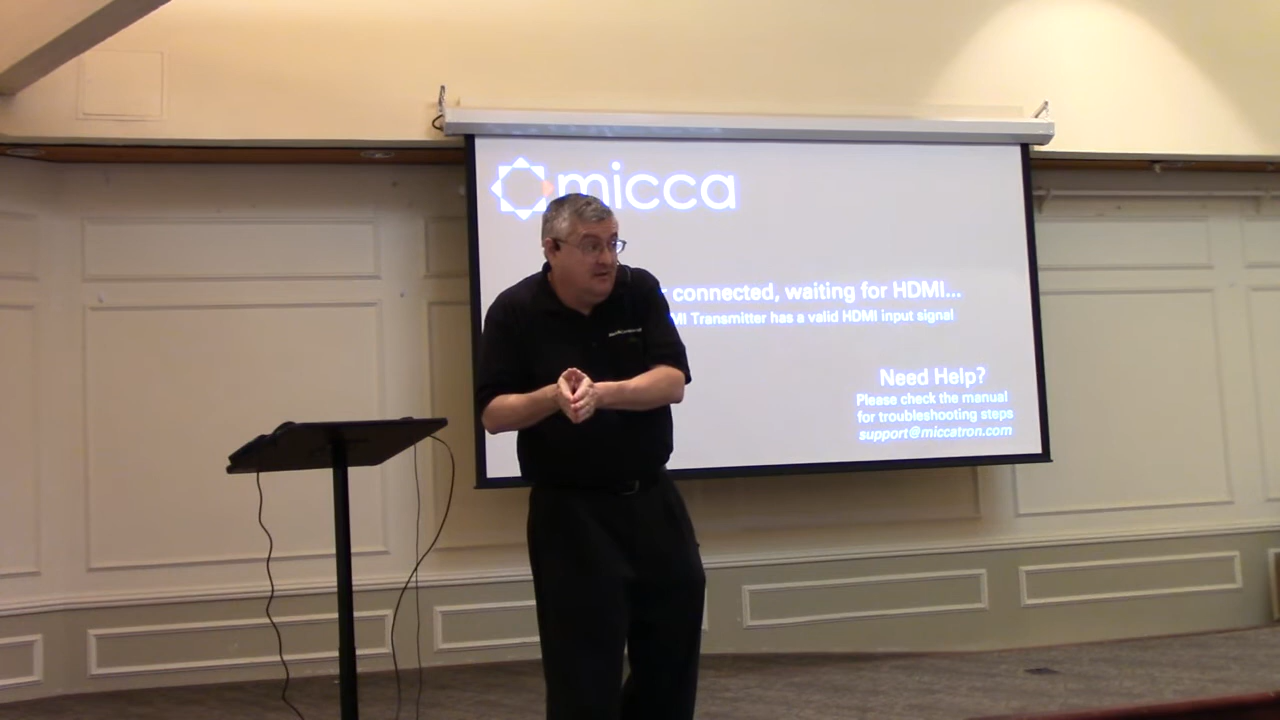 micca
connected, waiting for HDMI...
MI Transmitter has a valid HDMI input signal
Need Help?
Please check the manual
for troubleshooting steps
support@miccatron.com